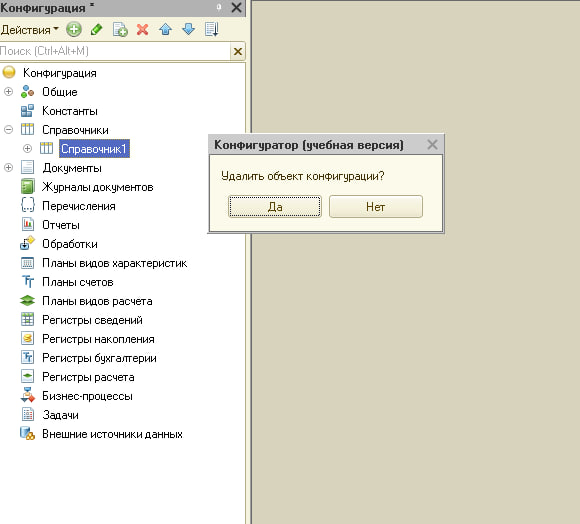 Конфигурация *
Действия
Поиск (Ctrl+Alt+M)
Конфигурация
Общие
Константы
Справочники
Справочник1
Документы
Журналы документов
Перечисления
Отчеты
Обработки
Планы видов характеристик
Планы счетов
Планы видов расчета
Регистры сведений
Регистры накопления
Регистры бухгалтерии
Регистры расчета
Бизнес-процессы
Задачи
Внешние источники данных
Конфигуратор (учебная версия)
Удалить объект конфигурации?
Да
Нет